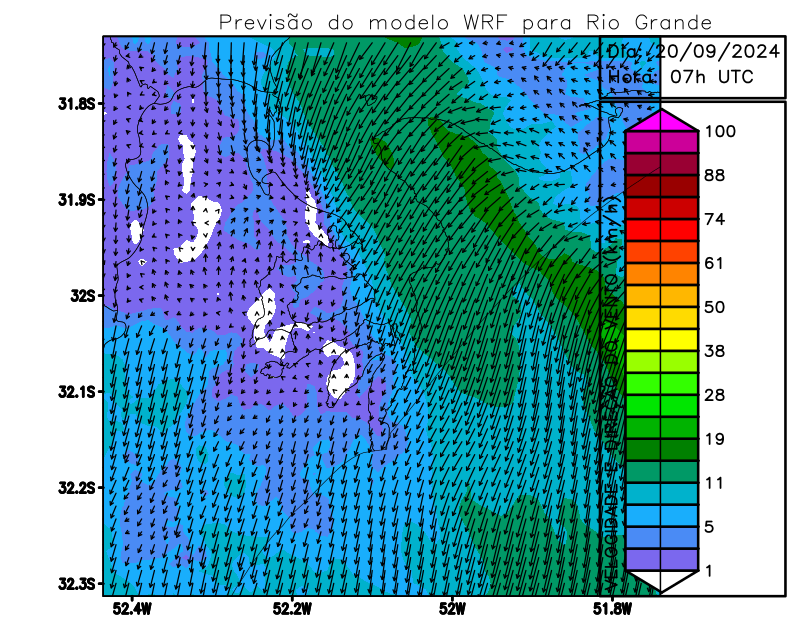 Previsão do modelo WRF para Rio Grande
Dia: 20/09/2024
Hora: 07h UTC
31.8S
31.9S
32S
32.1S
32.2S
32.3S
52.4W
52.2W
52W
51.8W
VELOCIDADE E DIREÇÃO DO VENTO (km/h)
100
88
74
61
50
38
28
19
11
5
1